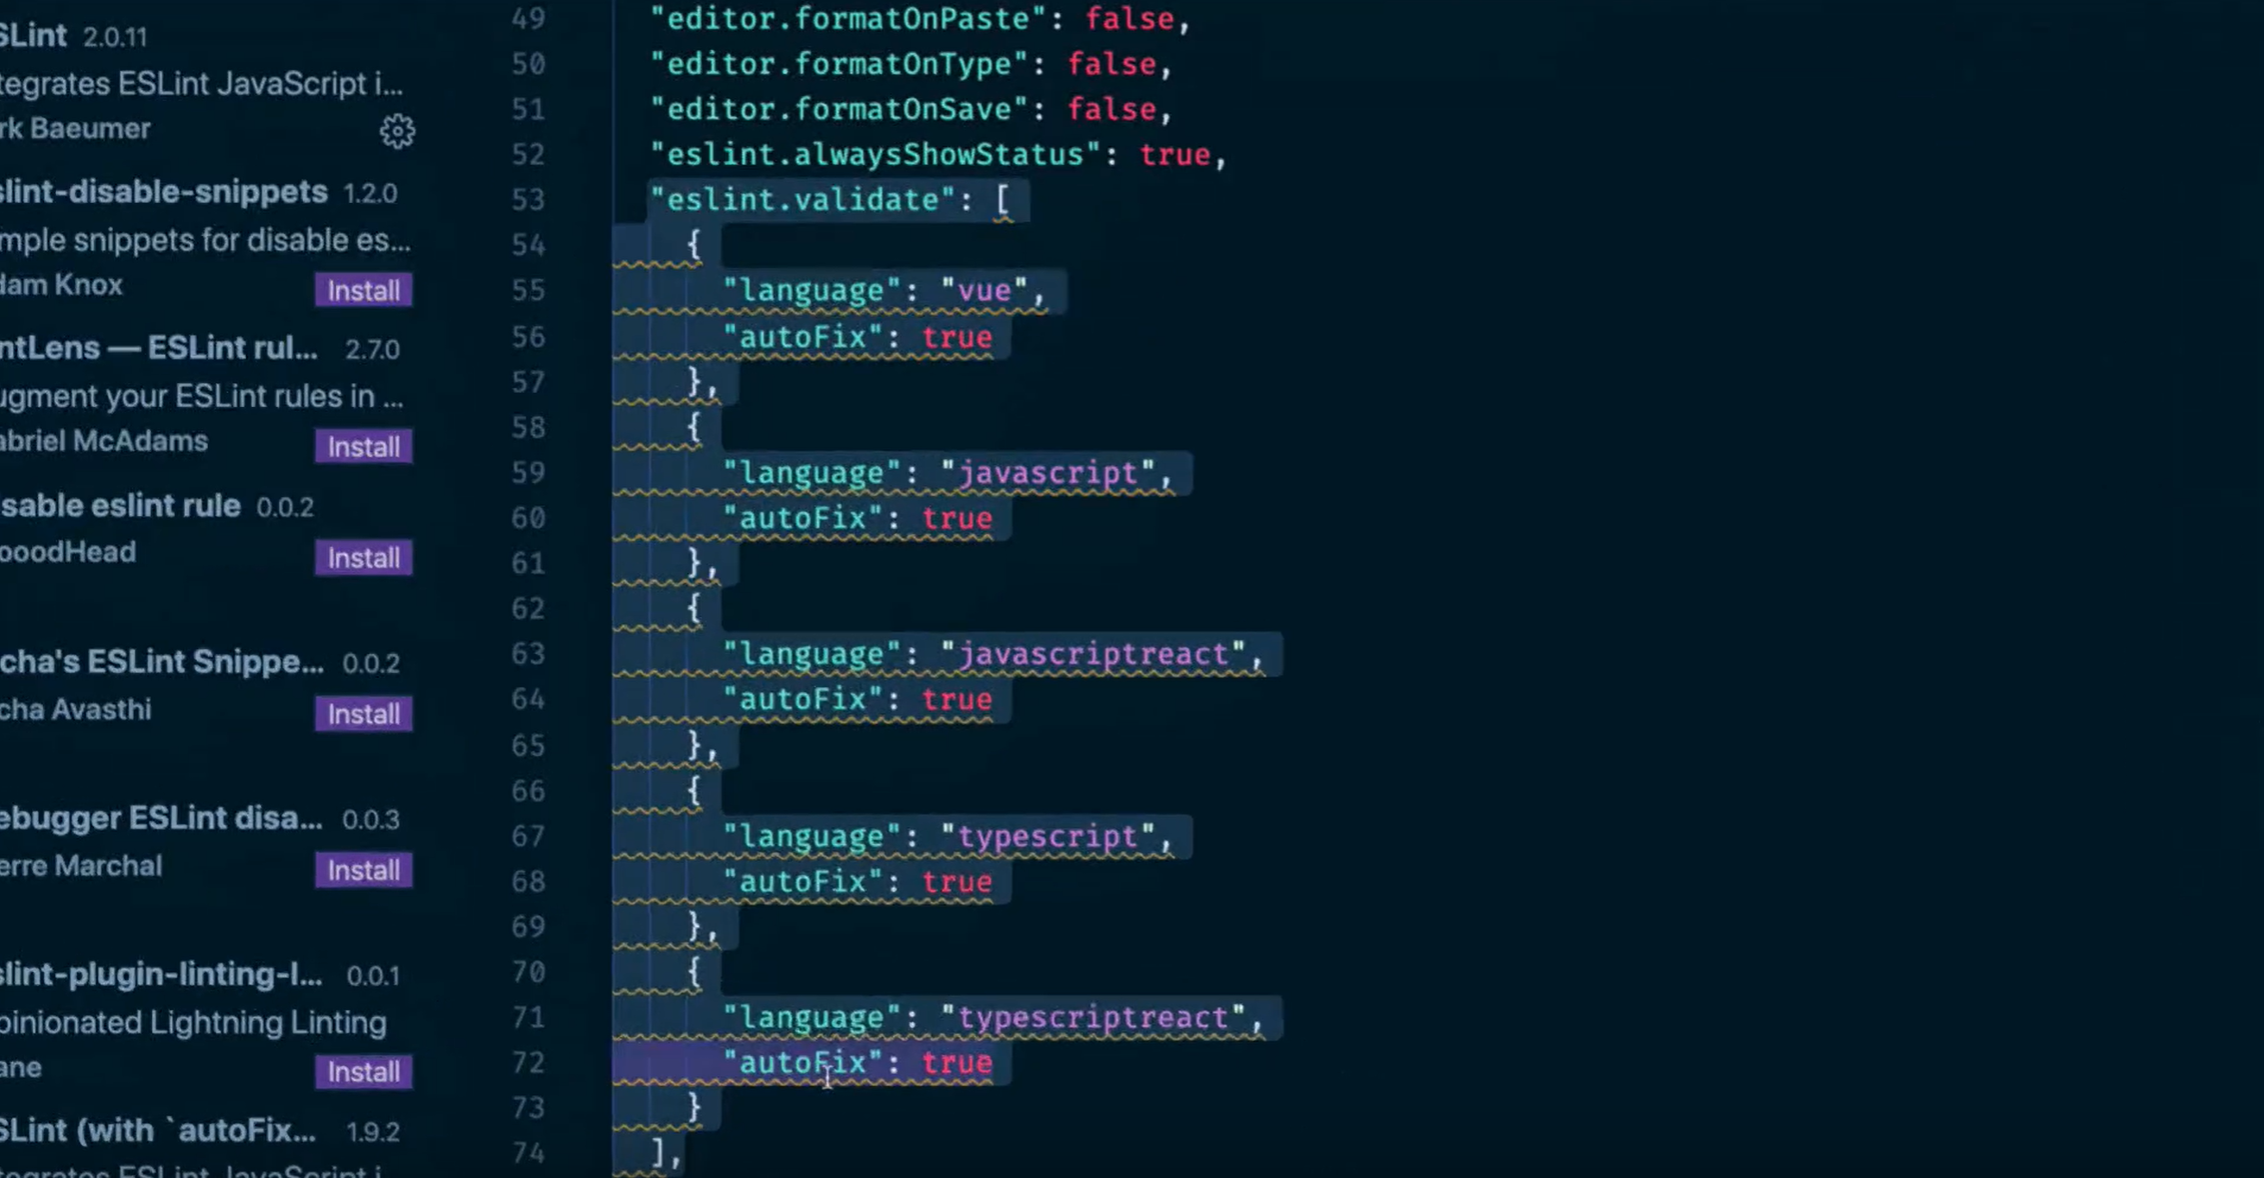 SLint 2.0.11
tegrates ESLint JavaScript i...
rk Baeumer
slint-disable-snippets 1.2.0
mple snippets for disable es...
dam Knox
Install
ntLens — ESLint rul... 2.7.0
ugment your ESLint rules in ...
abriel McAdams
Install
sable eslint rule 0.0.2
ooodHead
Install
cha's ESLint Snippe... 0.0.2
cha Avasthi
Install
ebugger ESLint disa... 0.0.3
erre Marchal
Install
slint-plugin-linting-l... 0.0.1
pinionated Lightning Linting
ane
Install
SLint (with `autoFix... 1.9.2
tegrates ESLint JavaScript i
49 "editor.formatOnPaste": false,
50 "editor.formatOnType": false,
51 "editor.formatOnSave": false,
52 "eslint.alwaysShowStatus": true,
53 "eslint.validate": [
54 {
55 "language": "vue",
56 "autoFix": true
57 },
58 {
59 "language": "javascript",
60 "autoFix": true
61 },
62 {
63 "language": "javascriptreact",
64 "autoFix": true
65 },
66 {
67 "language": "typescript",
68 "autoFix": true
69 },
70 {
71 "language": "typescriptreact",
72 "autoFix": true
73 }
74 ],